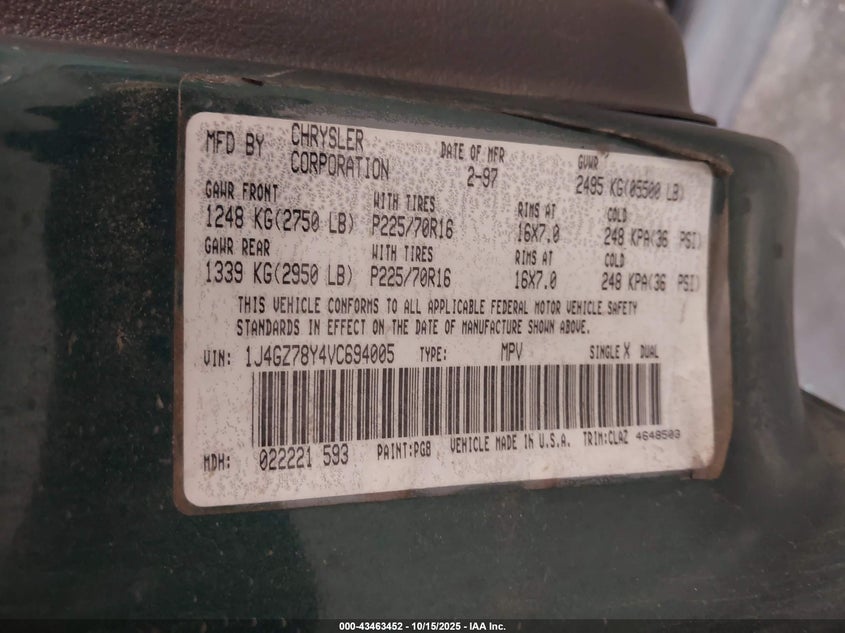 MFD BY CHRYSLER CORPORATION DATE OF MFR 2-97 GVWR 2495 KG(05500 LB)
GAWR FRONT WITH TIRES RIMS AT COLD
1248 KG(2750 LB) P225/70R16 16X7.0 248 KPA(36 PSI)
GAWR REAR WITH TIRES RIMS AT COLD
1339 KG(2950 LB) P225/70R16 16X7.0 248 KPA(36 PSI)
THIS VEHICLE CONFORMS TO ALL APPLICABLE FEDERAL MOTOR VEHICLE SAFETY
STANDARDS IN EFFECT ON THE DATE OF MANUFACTURE SHOWN ABOVE.
VIN: 1J4GZ78Y4VC694005 TYPE: MPV SINGLE X DUAL
MDH: 022221 593 PAINT:PG8 VEHICLE MADE IN U.S.A. TRIM:CLAZ 4648503
000-43463452 - 10/15/2025 - IAA Inc.